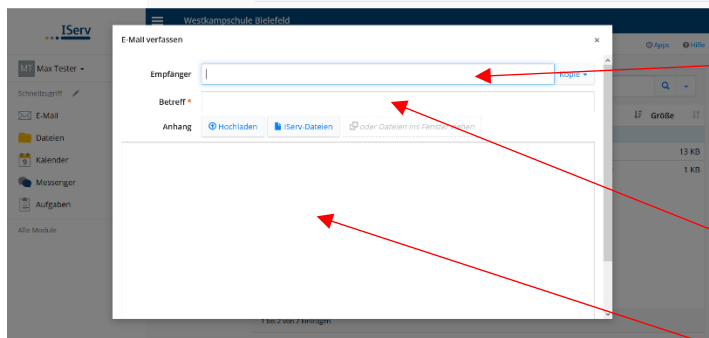 IServ
Westkampschule Bielefeld
E-Mail verfassen
×
Apps
Hilfe
MT Max Tester
Empfänger
Kopie
Schnellzugriff
Betreff *
E-Mail
Anhang
Hochladen
IServ-Dateien
oder Dateien ins Fenster ziehen
Größe
Dateien
13 KB
Kalender
1 KB
Messenger
Aufgaben
Alle Module
1 bis 2 von 2 Einträgen